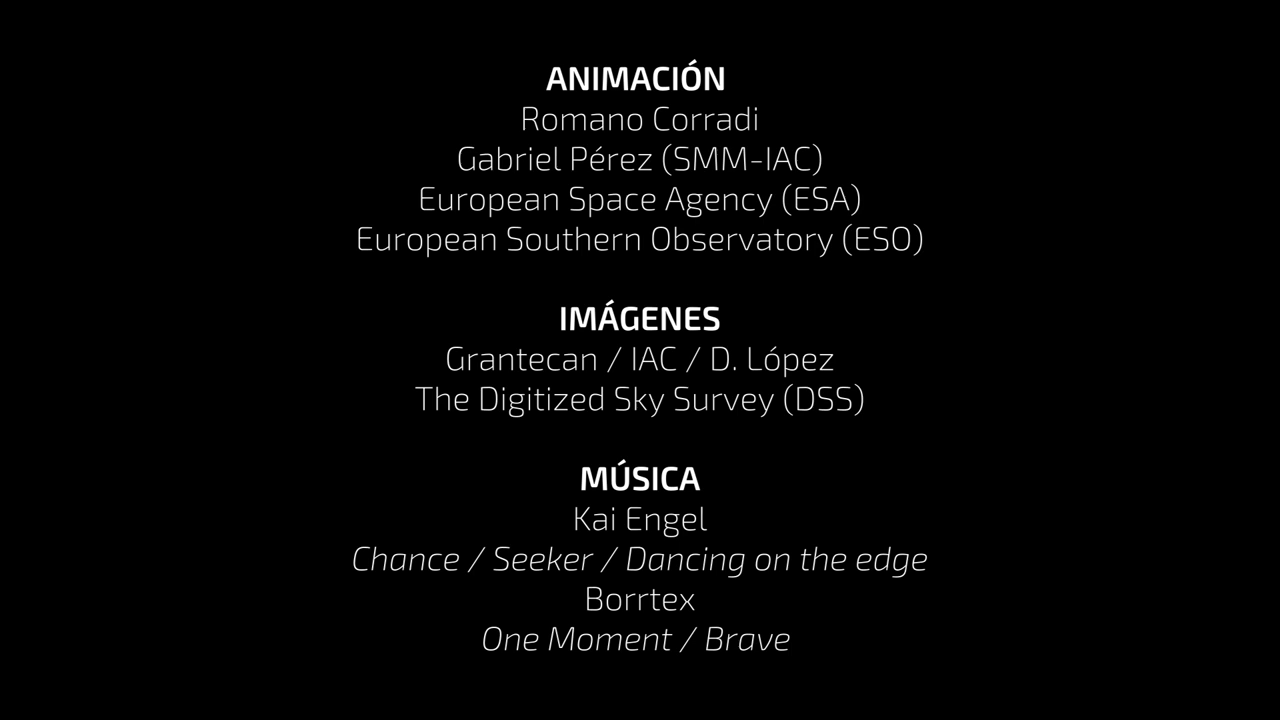 ANIMACIÓN
Romano Corradi
Gabriel Pérez (SMM-IAC)
European Space Agency (ESA)
European Southern Observatory (ESO)
IMÁGENES
Grantecan / IAC / D. López
The Digitized Sky Survey (DSS)
MÚSICA
Kai Engel
Chance / Seeker / Dancing on the edge
Borrtex
One Moment / Brave